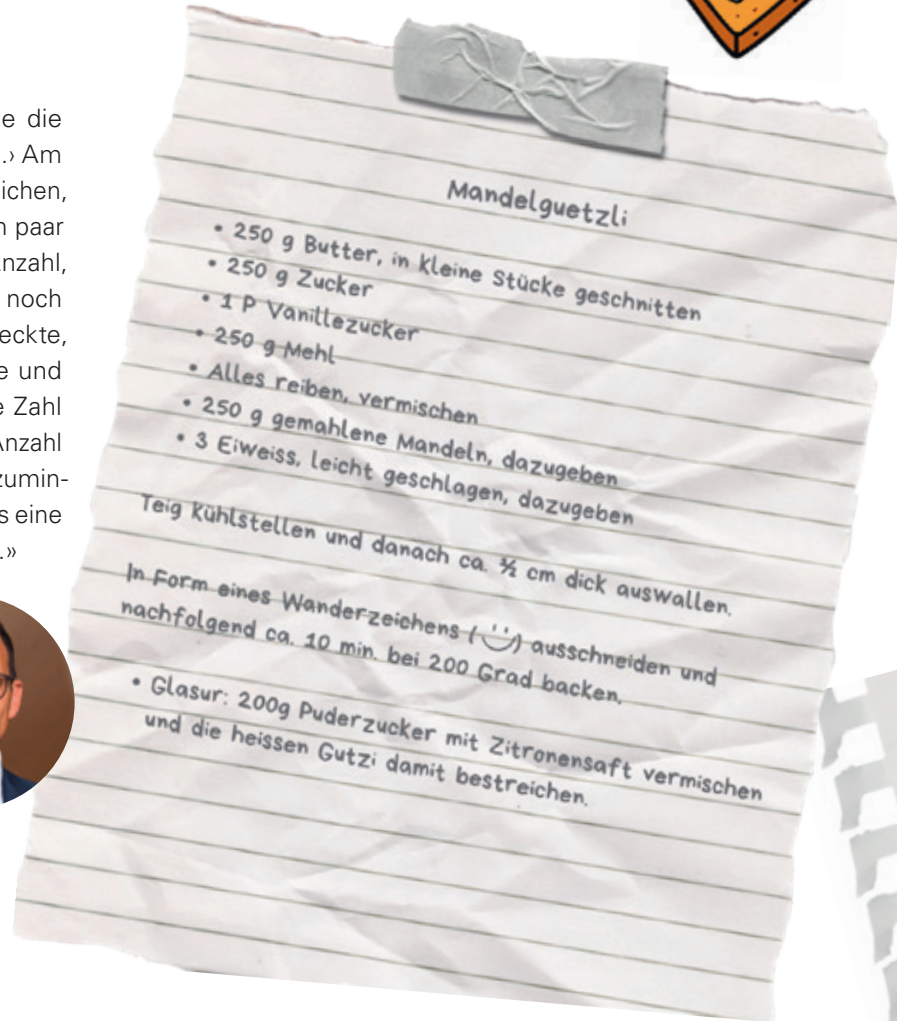 e die
.› Am
ichen,
n paar
nzahl,
noch
eckte,
e und
e Zahl
Anzahl
zumin-
s eine
.»
Mandelguetzli
• 250 g Butter, in kleine Stücke geschnitten
• 250 g Zucker
• 1 P Vanillezucker
• 250 g Mehl
• Alles reiben, vermischen
• 250 g gemahlene Mandeln, dazugeben
• 3 Eiweiss, leicht geschlagen, dazugeben
Teig kühlstellen und danach ca. ½ cm dick auswallen.
In Form eines Wanderzeichens (¨) ausschneiden und
nachfolgend ca. 10 min. bei 200 Grad backen.
• Glasur: 200g Puderzucker mit Zitronensaft vermischen
und die heissen Gutzi damit bestreichen.